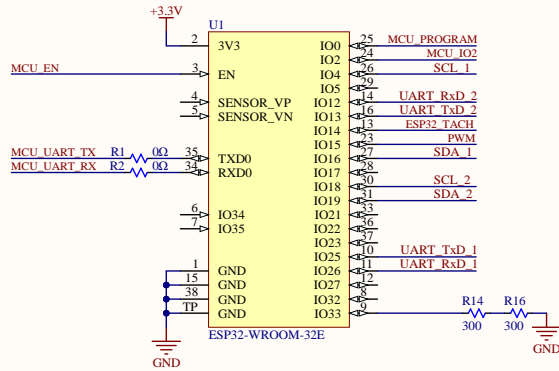 +3.3V
U1
2 3V3 IO0 25 MCU_PROGRAM
IO2 24 MCU_IO2
MCU_EN 3 EN IO4 26 SCL_1
IO5 29
4 SENSOR_VP IO12 14 UART_RxD_2
5 SENSOR_VN IO13 16 UART_TxD_2
IO14 13 ESP32_TACH
IO15 23 PWM
MCU_UART_TX R1 0Ω 35 TXD0 IO16 27 SDA_1
MCU_UART_RX R2 0Ω 34 RXD0 IO17 28
IO18 30 SCL_2
IO19 31 SDA_2
6 IO34 IO21 33
7 IO35 IO22 36
IO23 37
IO25 10 UART_TxD_1
1 GND IO26 11 UART_RxD_1
15 GND IO27 12
38 GND IO32 8
TP GND IO33 9 R14 R16
300 300
ESP32-WROOM-32E
GND GND